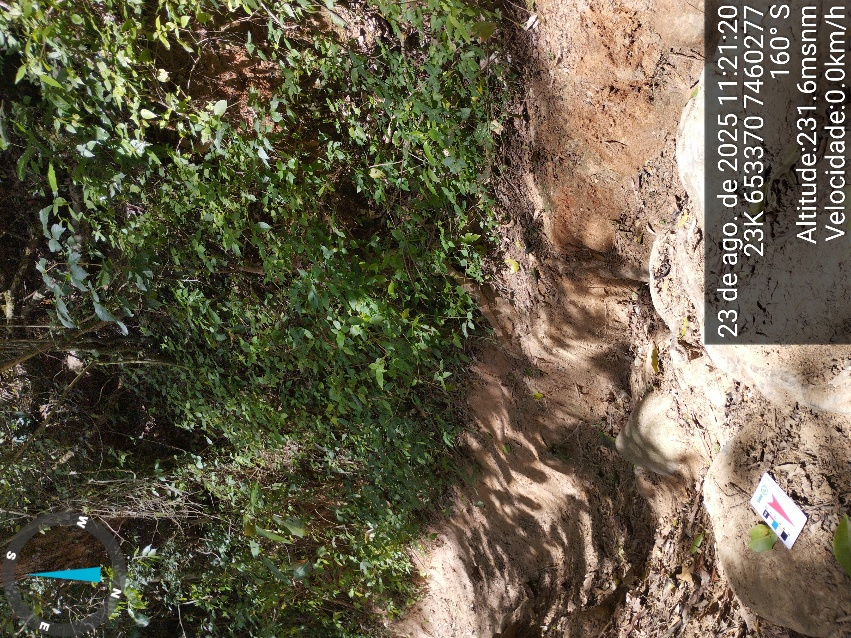 23 de ago. de 2025 11:21:20
23K 653370 7460277
160° S
Altitude:231.6msnm
Velocidade:0.0km/h
W
S
N
E